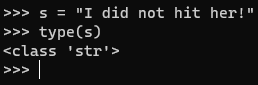 >>> s = "I did not hit her!"
>>> type(s)
<class 'str'>
>>>